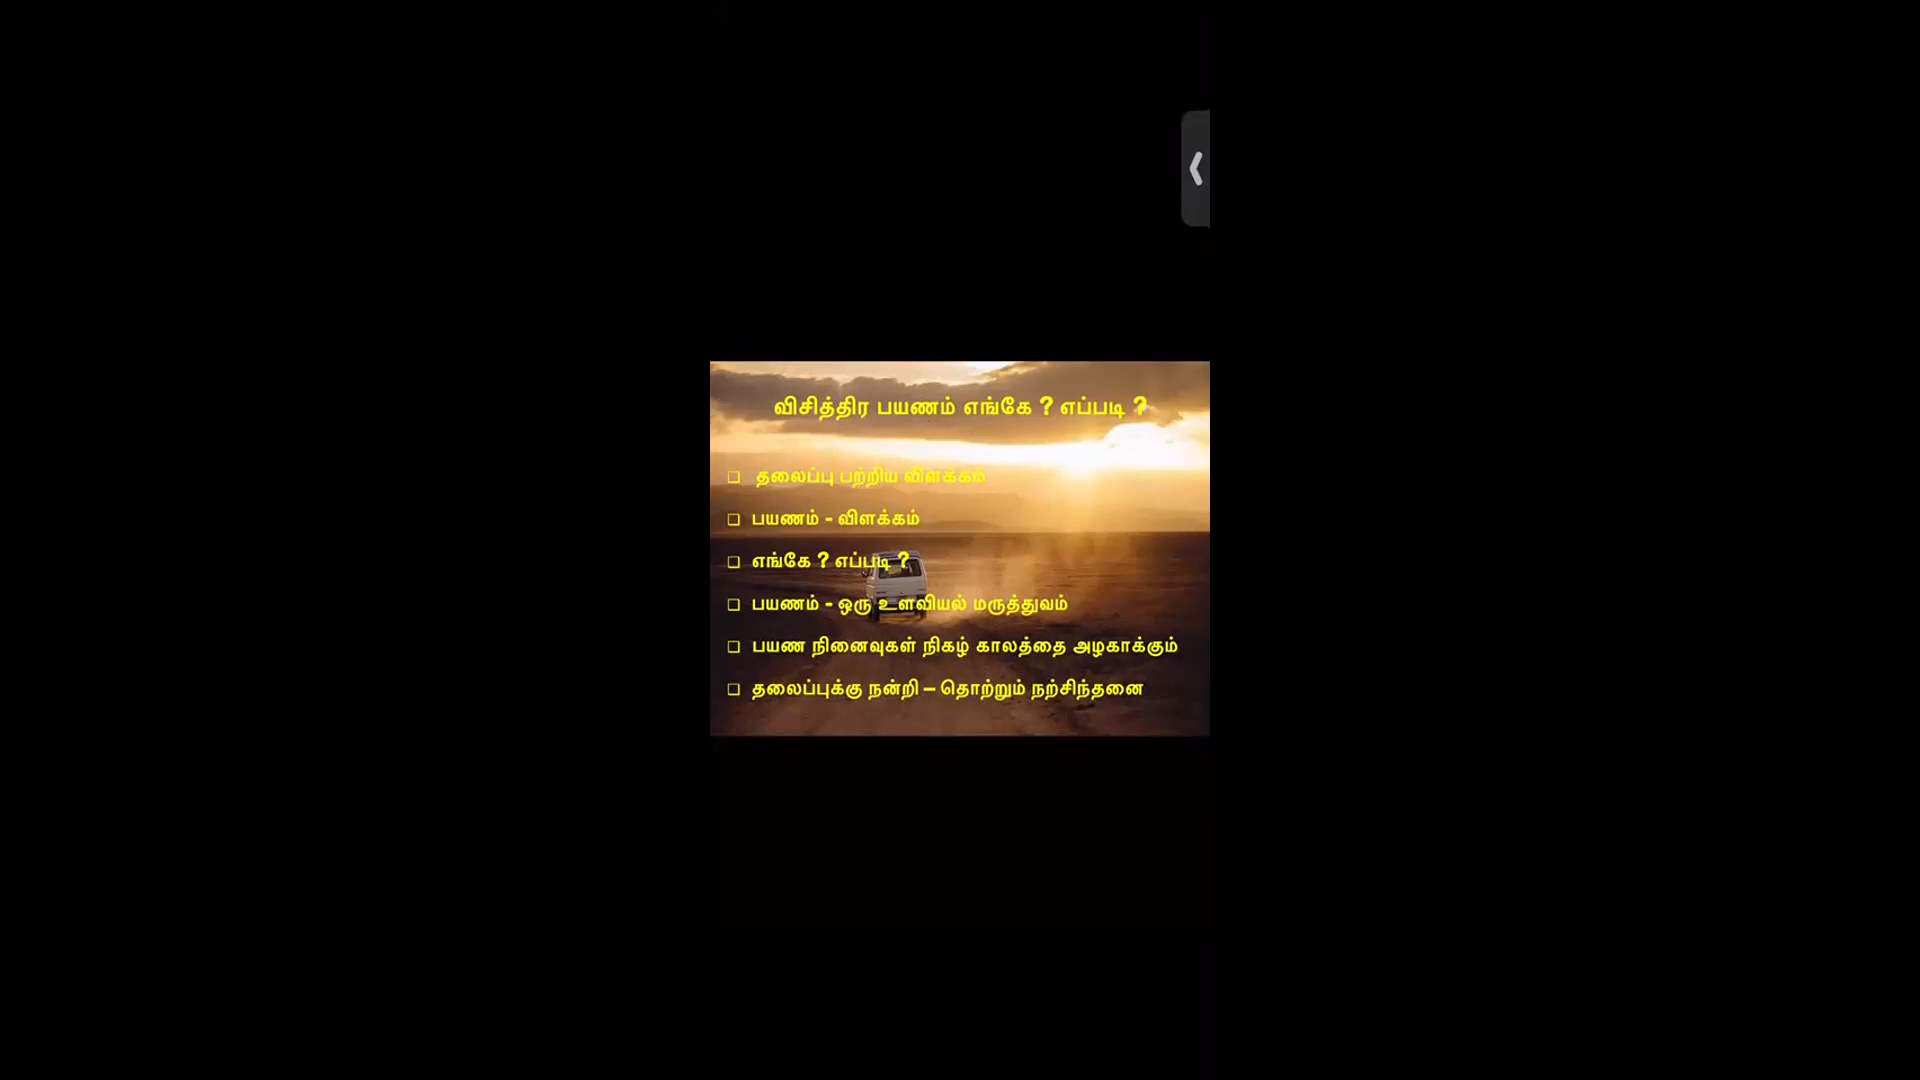 விசித்திர பயணம் எங்கே ? எப்படி ?
❑ தலைப்பு பற்றிய விளக்கம்
❑ பயணம் - விளக்கம்
❑ எங்கே ? எப்படி ?
❑ பயணம் - ஒரு உளவியல் மருத்துவம்
❑ பயண நினைவுகள் நிகழ் காலத்தை அழகாக்கும்
❑ தலைப்புக்கு நன்றி – தொற்றும் நற்சிந்தனை